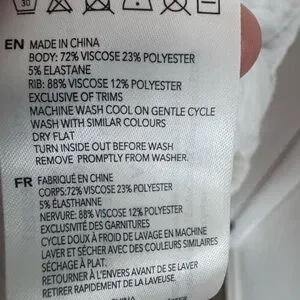 30
EN MADE IN CHINA
BODY: 72% VISCOSE 23% POLYESTER
5% ELASTANE
RIB: 88% VISCOSE 12% POLYESTER
EXCLUSIVE OF TRIMS
MACHINE WASH COOL ON GENTLE CYCLE
WASH WITH SIMILAR COLOURS
DRY FLAT
TURN INSIDE OUT BEFORE WASH
REMOVE PROMPTLY FROM WASHER.
FR FABRIQUÉ EN CHINE
CORPS:72% VISCOSE 23% POLYESTER
5% ÉLASTHANNE
NERVURE: 88% VISCOSE 12% POLYESTER
EXCLUSIVITÉ DES GARNITURES
CYCLE DOUX À FROID DE LAVAGE EN MACHINE
LAVER ET SÉCHER AVEC DES COULEURS SIMILAIRES
SÉCHAGE À PLAT.
RETOURNER À L'ENVERS AVANT DE SE LAVER
RETIRER RAPIDEMENT DE LA LAVEUSE.
CHINA